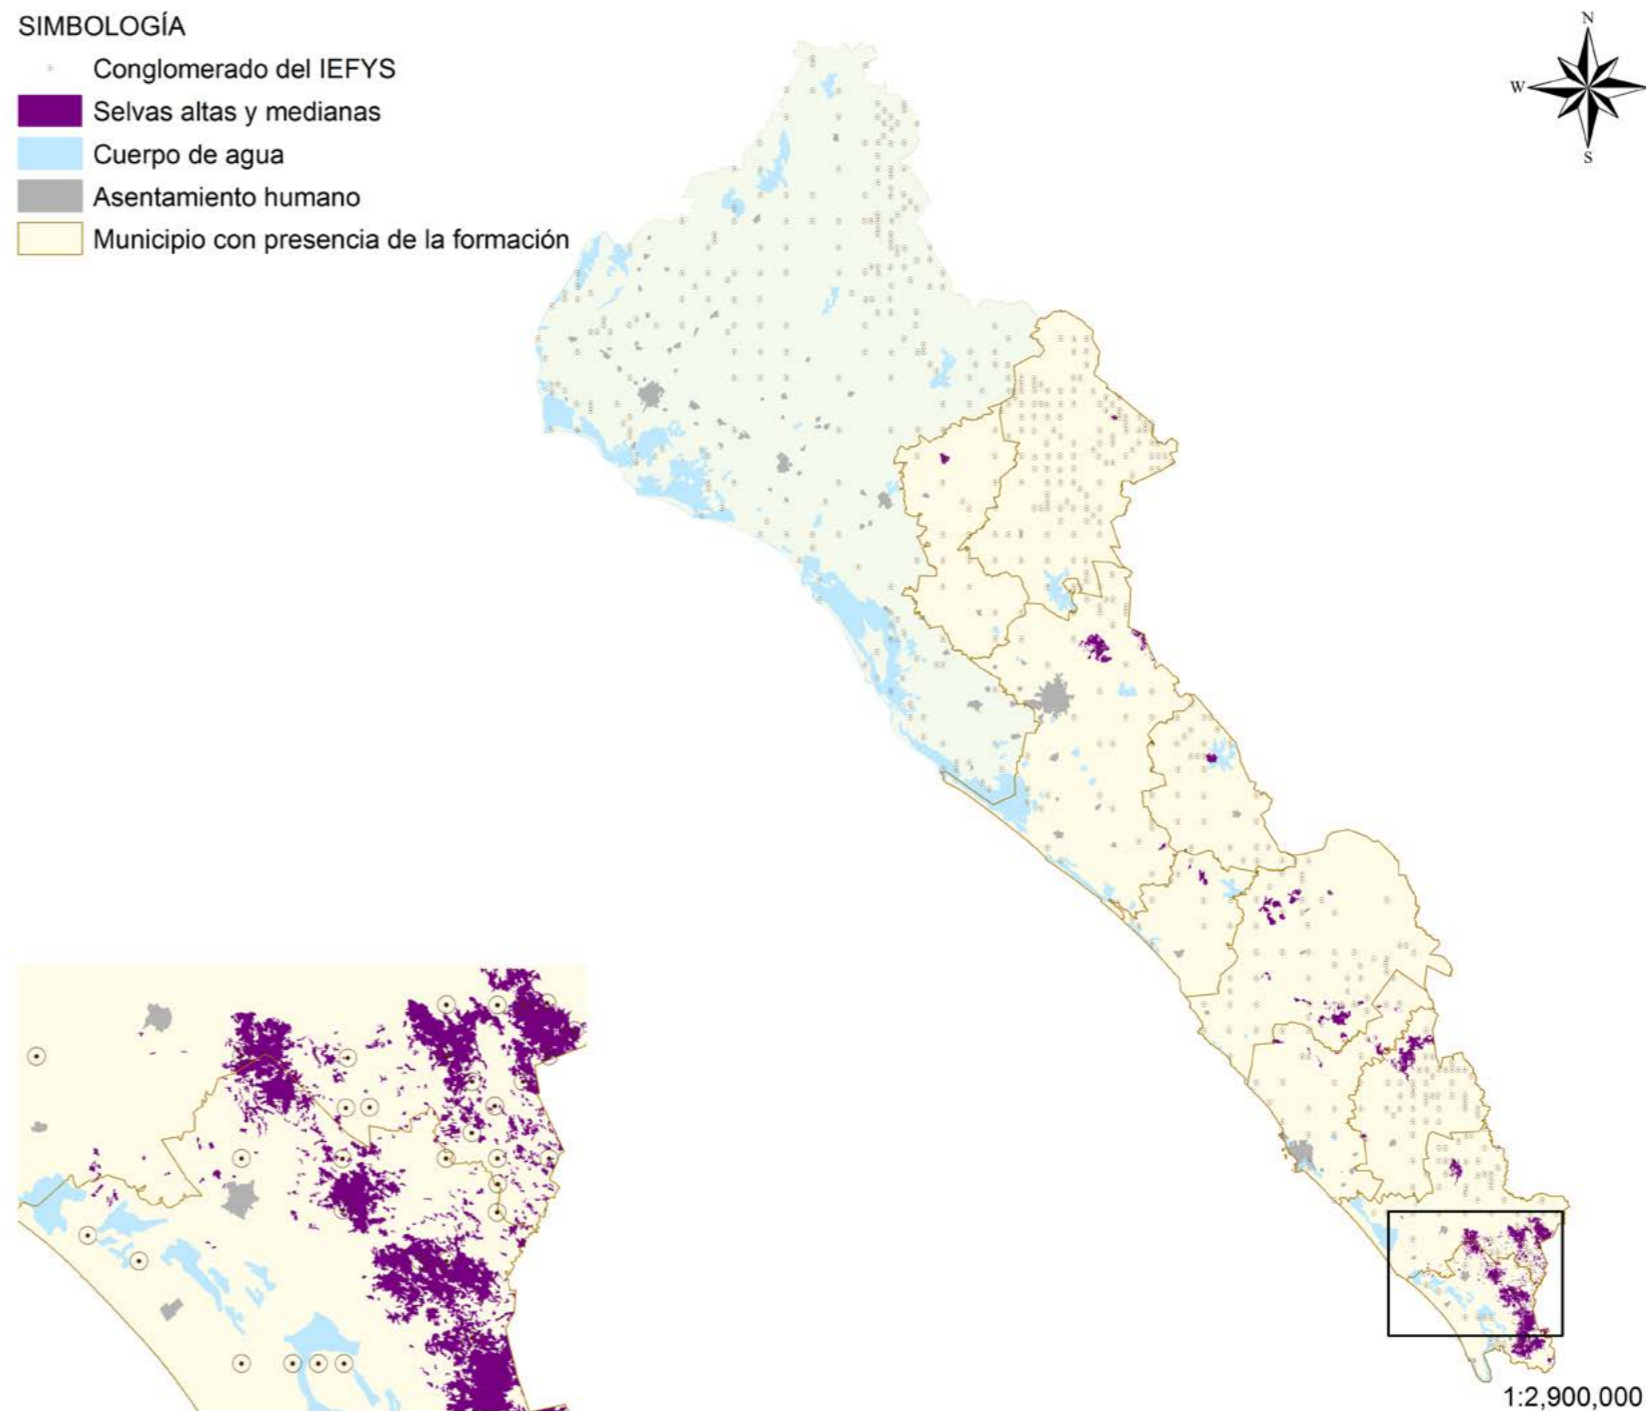 SIMBOLOGÍA
Conglomerado del IEFYS
Selvas altas y medianas
Cuerpo de agua
Asentamiento humano
Municipio con presencia de la formación
N
W
S
1:2,900,000